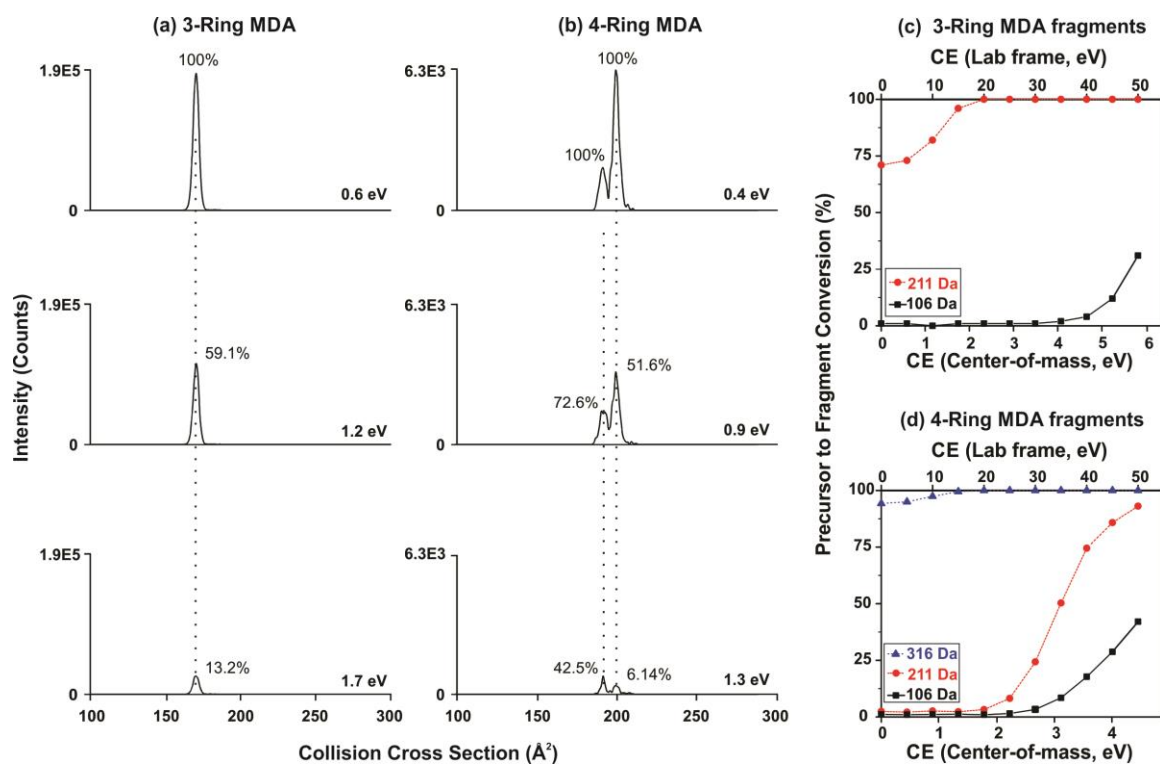 (a) 3-Ring MDA
(b) 4-Ring MDA
(c) 3-Ring MDA fragments
CE (Lab frame, eV)
0 10 20 30 40 50
100%
1.9E5
0
0.6 eV
100%
100%
6.3E3
0
0.4 eV
100
75
50
25
0
211 Da
106 Da
0 1 2 3 4 5 6
CE (Center-of-mass, eV)
Intensity (Counts)
1.9E5
59.1%
0
1.2 eV
6.3E3
51.6%
72.6%
0
0.9 eV
Precursor to Fragment Conversion (%)
(d) 4-Ring MDA fragments
CE (Lab frame, eV)
0 10 20 30 40 50
100
75
50
25
0
316 Da
211 Da
106 Da
0 1 2 3 4
CE (Center-of-mass, eV)
1.9E5
13.2%
0
1.7 eV
100 150 200 250 300
6.3E3
42.5%
6.14%
0
1.3 eV
100 150 200 250 300
Collision Cross Section (Å²)